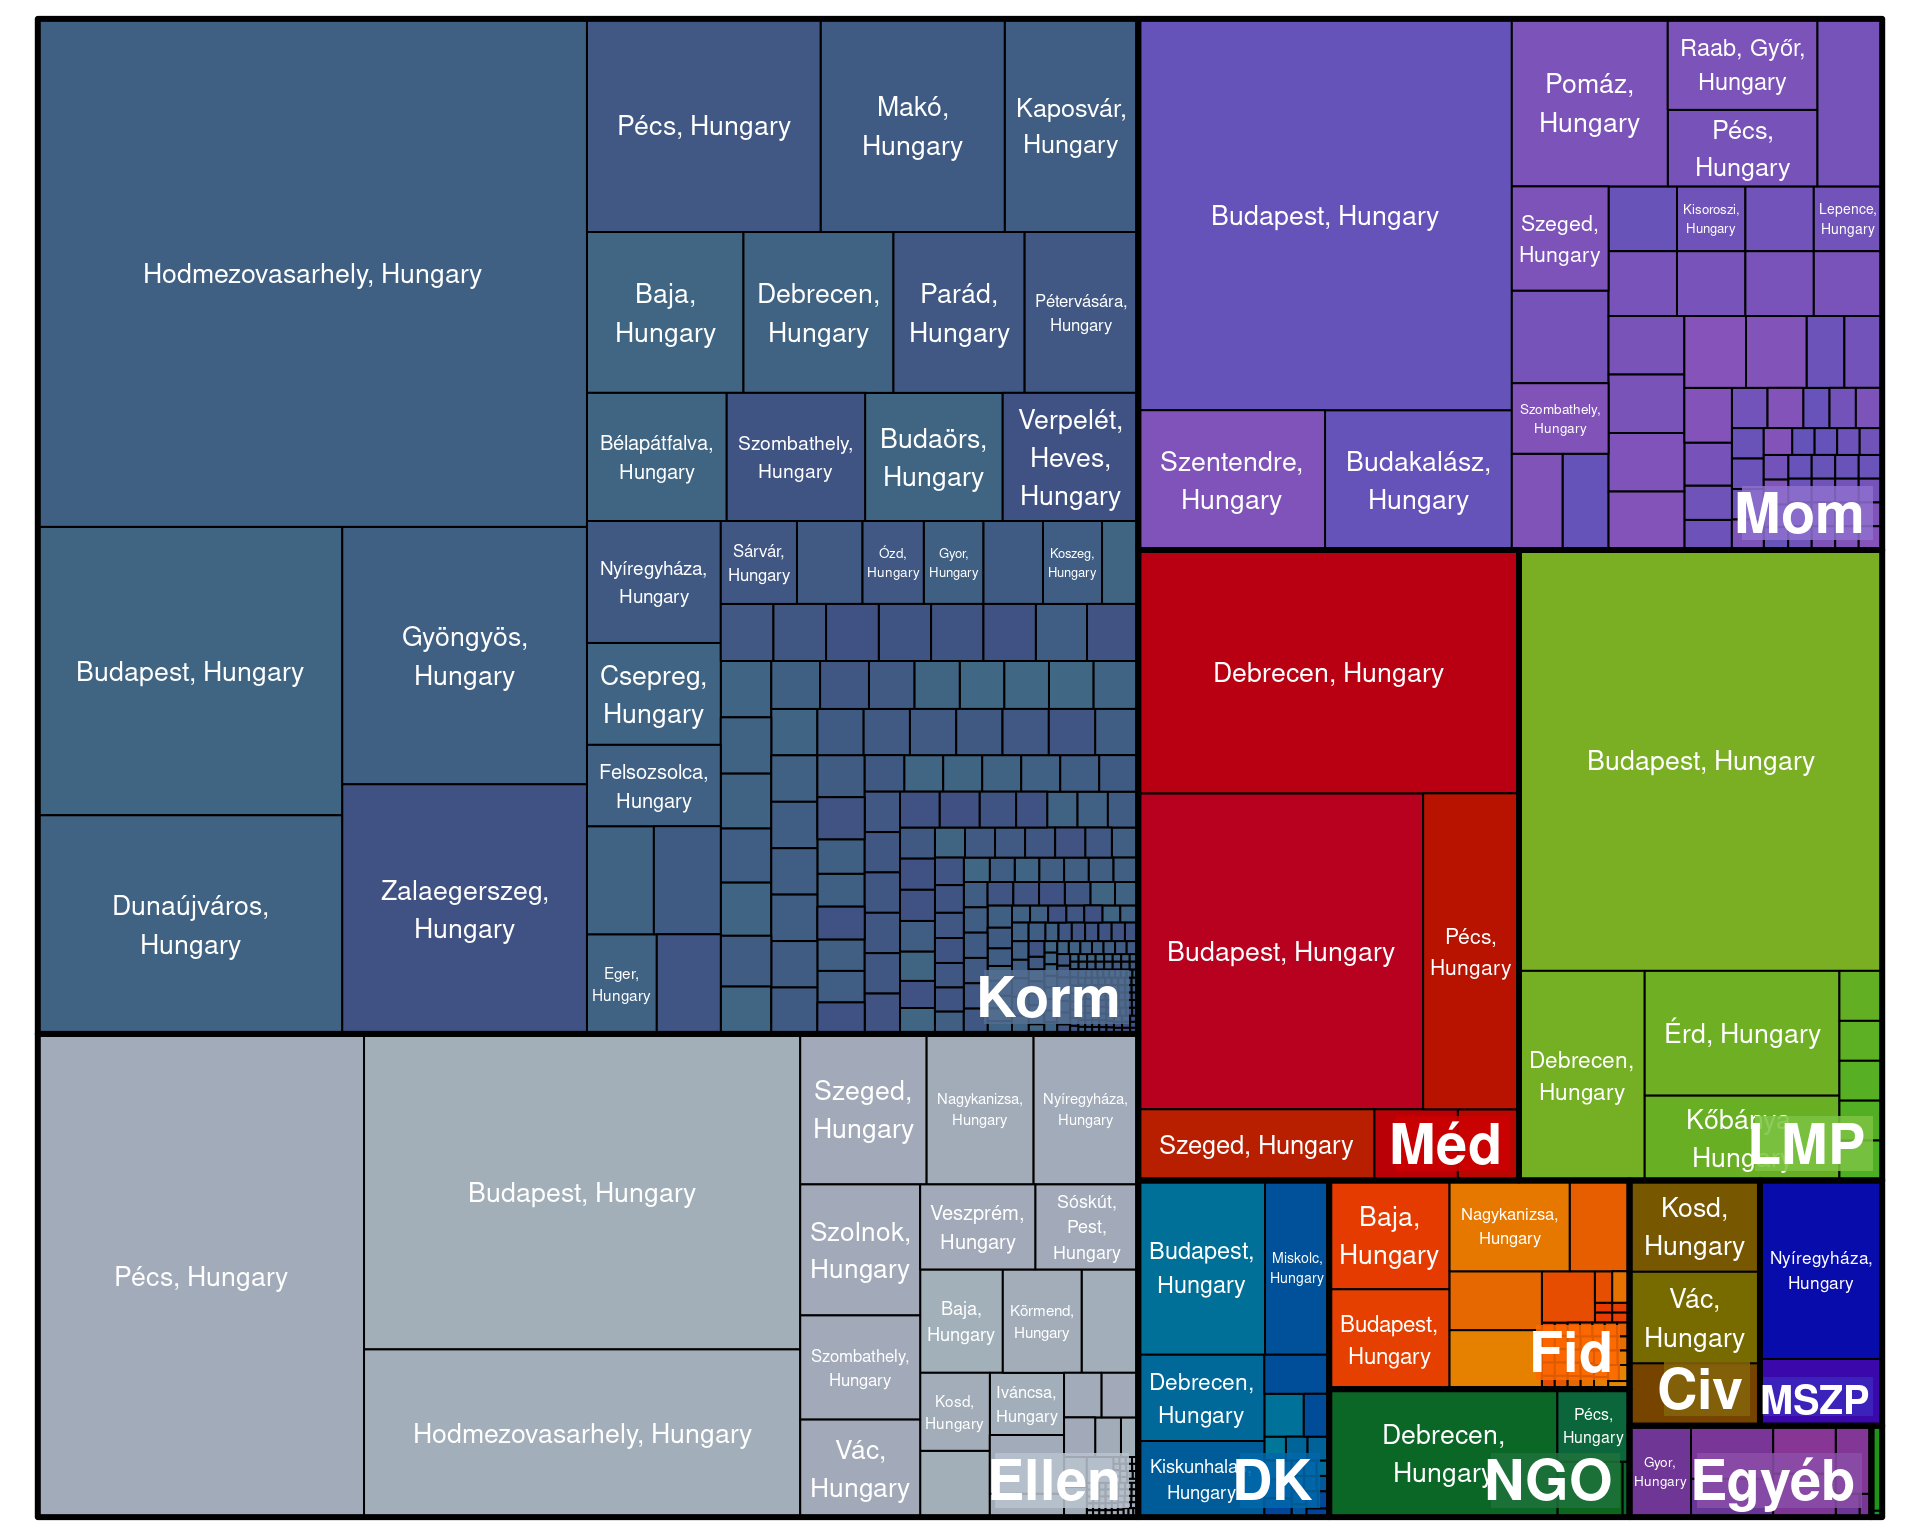 Hodmezovasarhely, Hungary
Budapest, Hungary
Gyöngyös,
Hungary
Dunaújváros,
Hungary
Zalaegerszeg,
Hungary
Pécs, Hungary
Makó,
Hungary
Kaposvár,
Hungary
Baja,
Hungary
Debrecen,
Hungary
Parád,
Hungary
Pétervására,
Hungary
Bélapátfalva,
Hungary
Szombathely,
Hungary
Budaörs,
Hungary
Verpelét,
Heves,
Hungary
Nyíregyháza,
Hungary
Sárvár,
Hungary
Ózd,
Hungary
Gyor,
Hungary
Koszeg,
Hungary
Csepreg,
Hungary
Felsozsolca,
Hungary
Eger,
Hungary
Korm
Budapest, Hungary
Szentendre,
Hungary
Budakalász,
Hungary
Pomáz,
Hungary
Raab, Győr,
Hungary
Pécs,
Hungary
Szeged,
Hungary
Kisoroszi,
Hungary
Lepence,
Hungary
Szombathely,
Hungary
Mom
Debrecen, Hungary
Budapest, Hungary
Pécs,
Hungary
Szeged, Hungary
Méd
Budapest, Hungary
Debrecen,
Hungary
Érd, Hungary
Kőbánya
Hungary
LMP
Pécs, Hungary
Budapest, Hungary
Hodmezovasarhely, Hungary
Szeged,
Hungary
Nagykanizsa,
Hungary
Nyíregyháza,
Hungary
Szolnok,
Hungary
Veszprém,
Hungary
Sóskút,
Pest,
Hungary
Szombathely,
Hungary
Baja,
Hungary
Körmend,
Hungary
Kosd,
Hungary
Iváncsa,
Hungary
Vác,
Hungary
Ellen
Budapest,
Hungary
Miskolc,
Hungary
Debrecen,
Hungary
Kiskunhalas,
Hungary
DK
Baja,
Hungary
Nagykanizsa,
Hungary
Budapest,
Hungary
Fid
Debrecen,
Hungary
Pécs,
Hungary
NGO
Kosd,
Hungary
Vác,
Hungary
Civ
Nyíregyháza,
Hungary
MSZP
Gyor,
Hungary
Egyéb